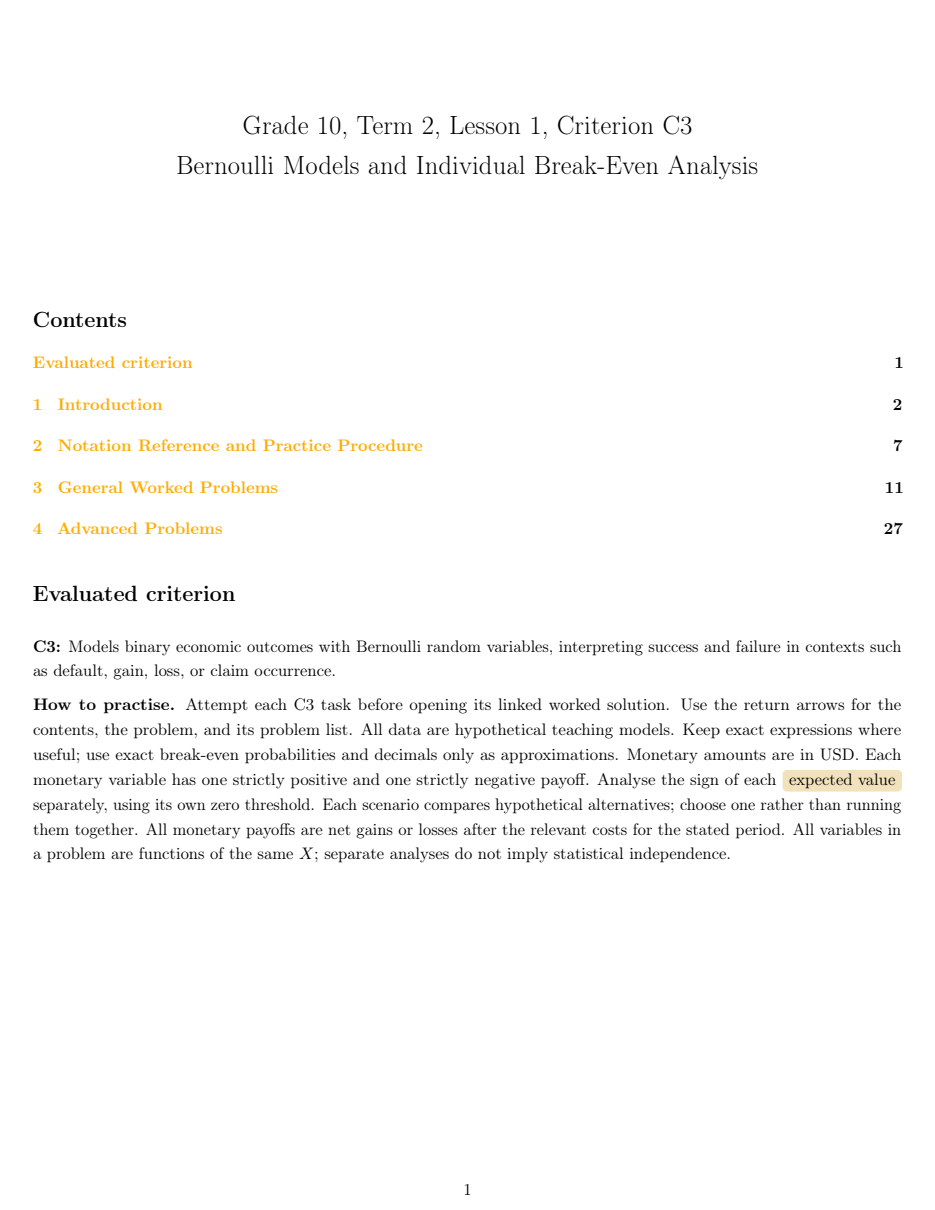 Grade 10, Term 2, Lesson 1, Criterion C3
Bernoulli Models and Individual Break-Even Analysis
Contents
Evaluated criterion 1
1 Introduction 2
2 Notation Reference and Practice Procedure 7
3 General Worked Problems 11
4 Advanced Problems 27
Evaluated criterion
C3: Models binary economic outcomes with Bernoulli random variables, interpreting success and failure in contexts such
as default, gain, loss, or claim occurrence.
How to practise. Attempt each C3 task before opening its linked worked solution. Use the return arrows for the
contents, the problem, and its problem list. All data are hypothetical teaching models. Keep exact expressions where
useful; use exact break-even probabilities and decimals only as approximations. Monetary amounts are in USD. Each
monetary variable has one strictly positive and one strictly negative payoff. Analyse the sign of each expected value
separately, using its own zero threshold. Each scenario compares hypothetical alternatives; choose one rather than running
them together. All monetary payoffs are net gains or losses after the relevant costs for the stated period. All variables in
a problem are functions of the same X; separate analyses do not imply statistical independence.
1